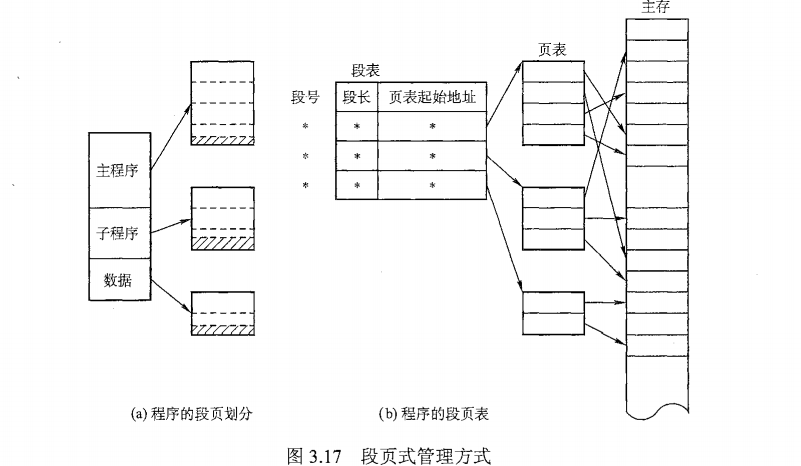 主存
页表
段表
段号 段长 页表起始地址
* * *
* * *
* * *
主程序
子程序
数据
(a) 程序的段页划分
(b) 程序的段页表
图 3.17 段页式管理方式